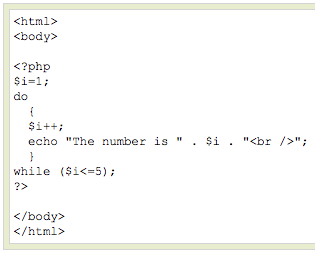 <html>
<body>

<?php
$i=1;
do
  {
  $i++;
  echo "The number is " . $i . "<br />";
  }
while ($i<=5);
?>

</body>
</html>